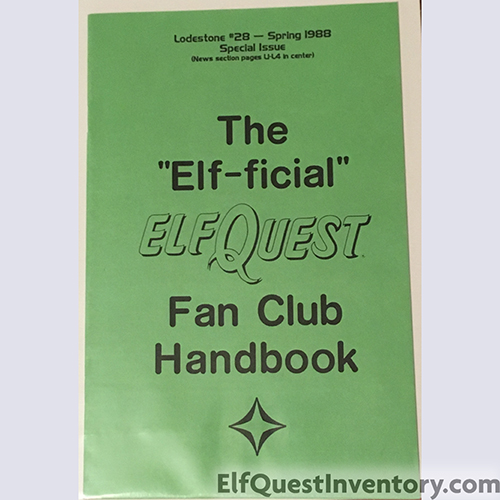 Lodestone #28 — Spring 1988
Special Issue
(News section pages L1-L4 in center)
The
"Elf-ficial"
ELFQUEST
Fan Club
Handbook
ElfQuestInventory.com